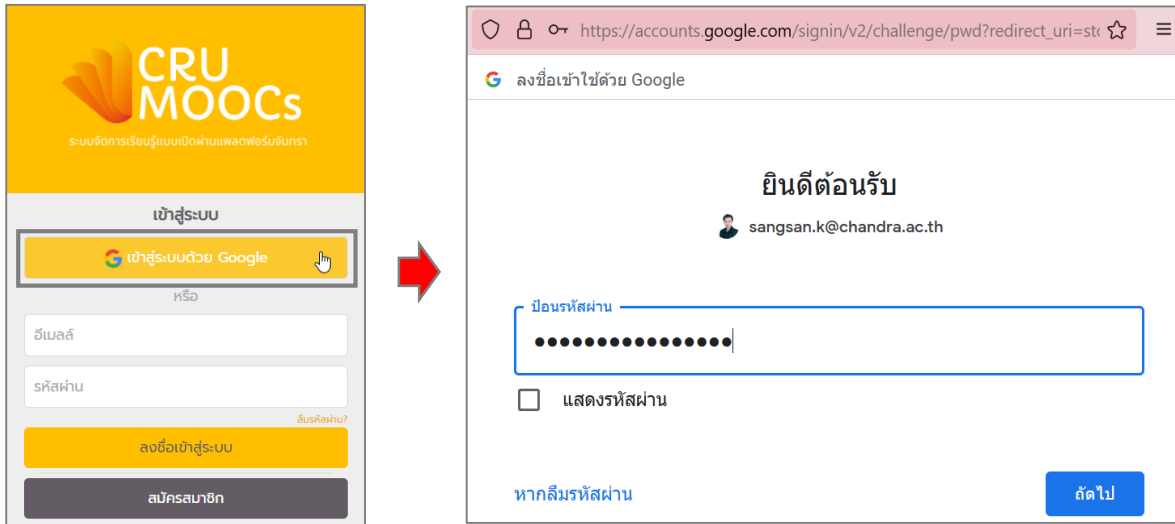 CRU
MOOCs
ระบบจัดการเรียนรู้แบบเปิดผ่านแพลตฟอร์มจันทรา
เข้าสู่ระบบ
เข้าสู่ระบบด้วย Google
หรือ
อีเมลล์
รหัสผ่าน
ลืมรหัสผ่าน?
ลงชื่อเข้าสู่ระบบ
สมัครสมาชิก
https://accounts.google.com/signin/v2/challenge/pwd?redirect_uri=sto
G ลงชื่อเข้าใช้ด้วย Google
ยินดีต้อนรับ
sangsan.k@chandra.ac.th
ป้อนรหัสผ่าน
••••••••••••••••
แสดงรหัสผ่าน
หากลืมรหัสผ่าน
ถัดไป